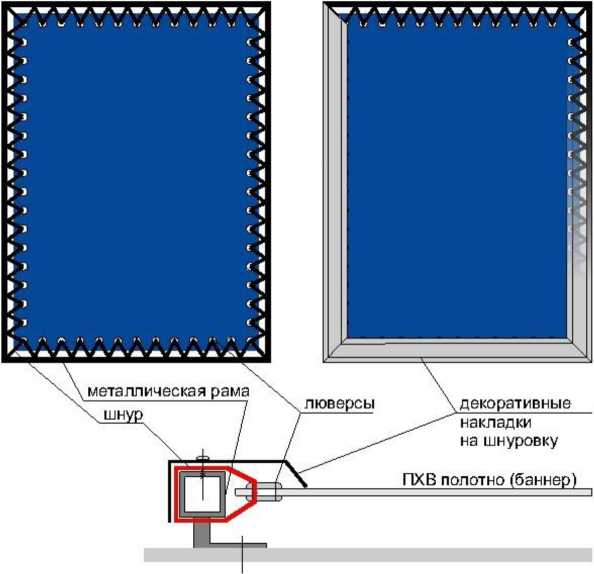 металлическая рама
шнур
люверсы
декоративные
накладки
на шнуровку
ПХВ полотно (баннер)